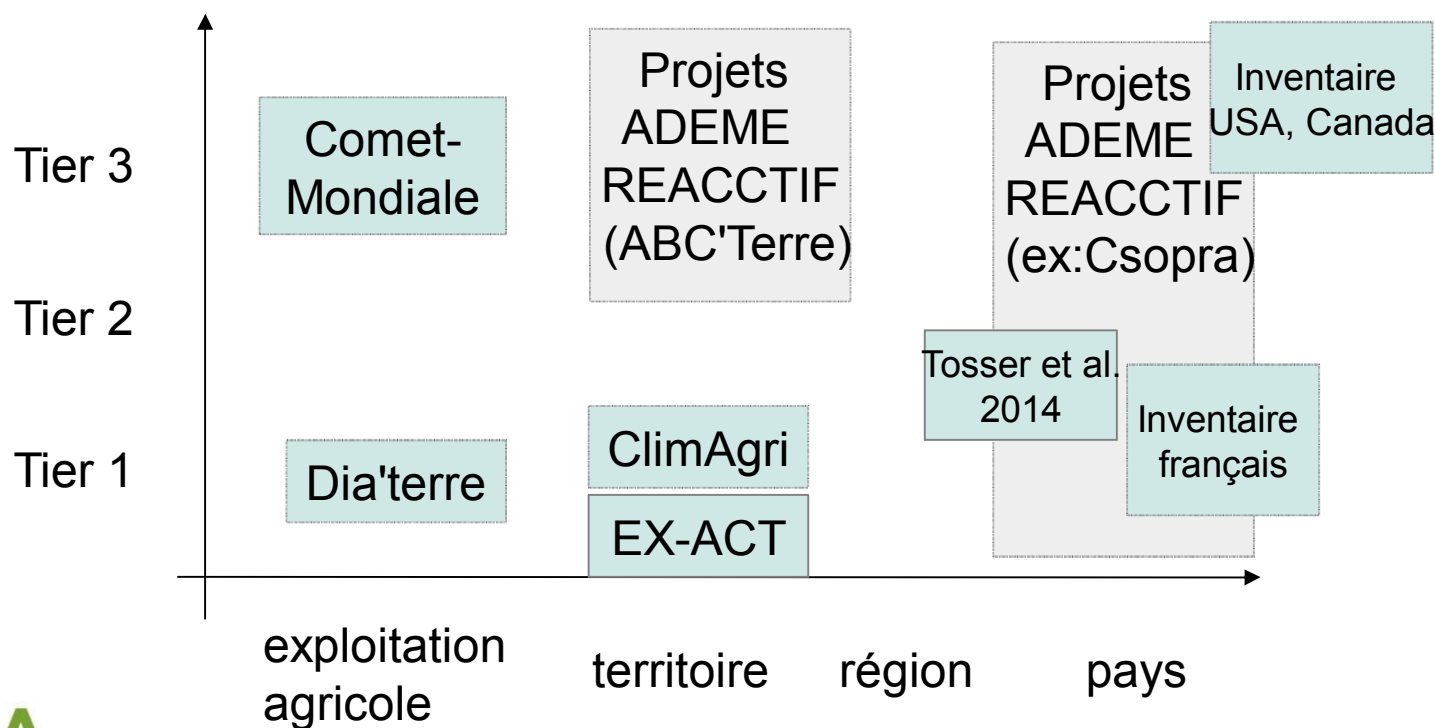 Tier 3
Tier 2
Tier 1
Comet-
Mondiale
Dia'terre
Projets
ADEME
REACCTIF
(ABC'Terre)
ClimAgri
EX-ACT
Projets
ADEME
REACCTIF
(ex:Csopra)
Inventaire
USA, Canada
Tosser et al.
2014
Inventaire
français
exploitation
agricole
territoire
région
pays